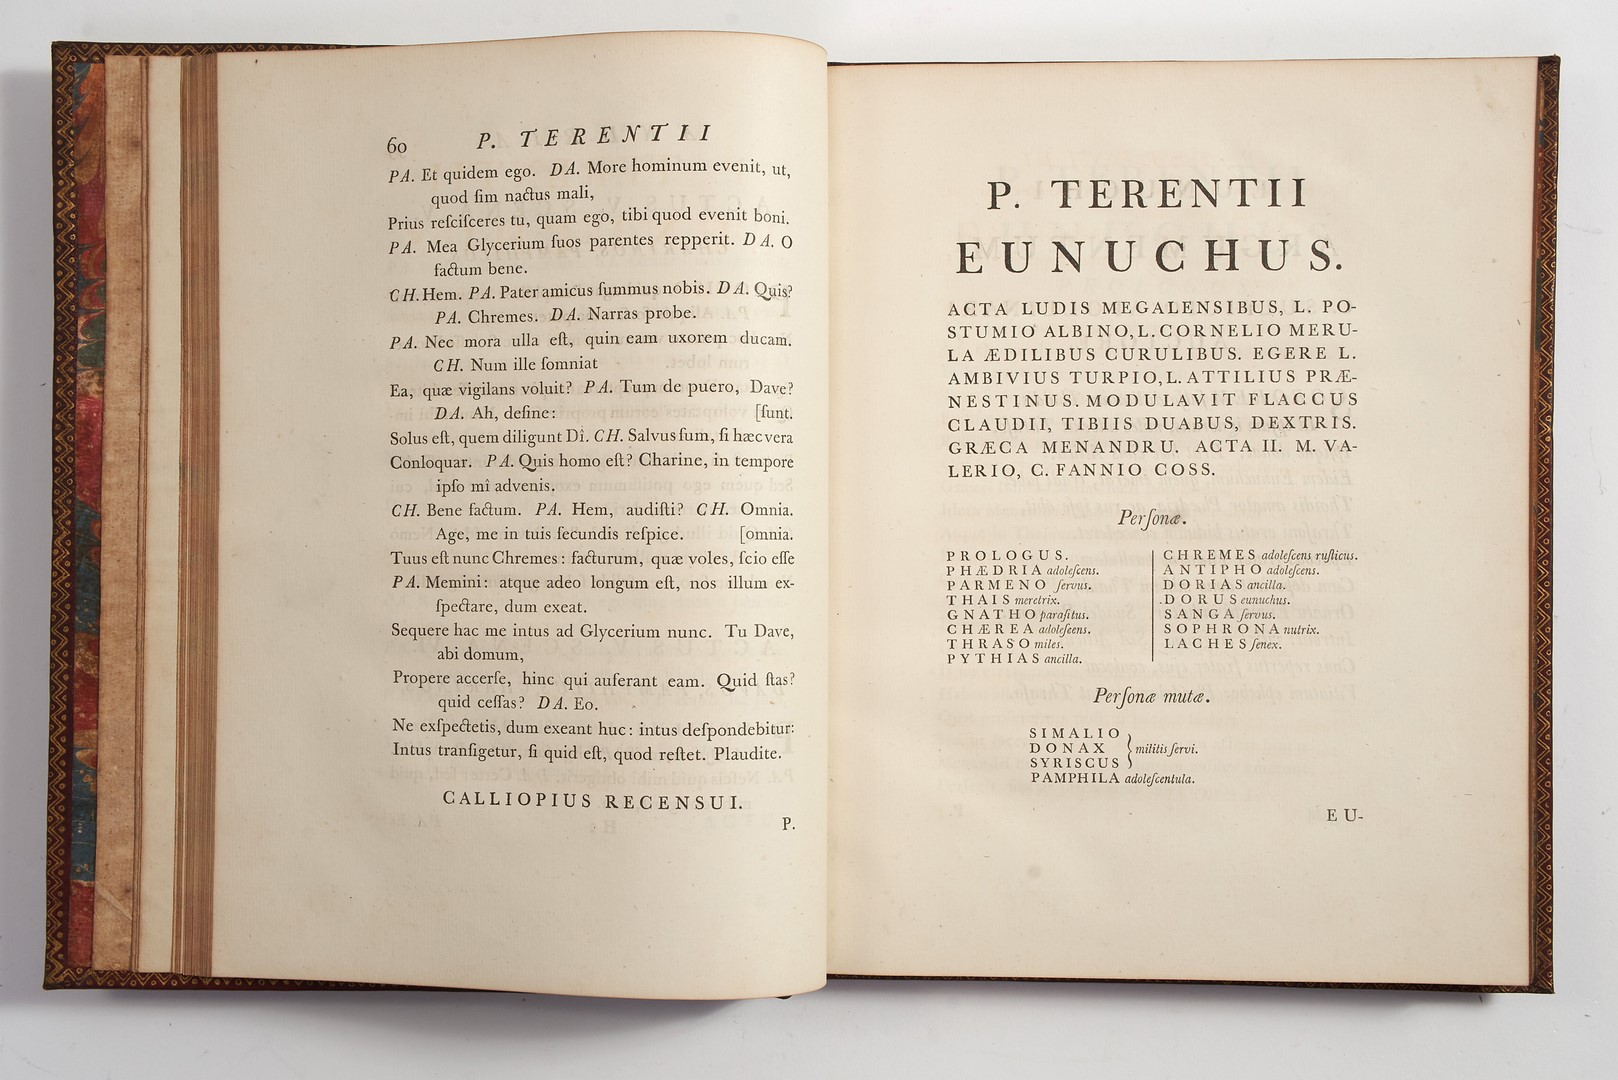 60 P. TERENTII
PA. Et quidem ego. DA. More hominum evenit, ut,
quod ſim nactus mali,
Prius reſciſceres tu, quam ego, tibi quod evenit boni.
PA. Mea Glycerium ſuos parentes repperit. DA. O
factum bene.
CH. Hem. PA. Pater amicus ſummus nobis. DA. Quis?
PA. Chremes. DA. Narras probe.
PA. Nec mora ulla eſt, quin eam uxorem ducam.
CH. Num ille ſomniat
Ea, quæ vigilans voluit? PA. Tum de puero, Dave?
DA. Ah, deſine: [ſunt.
Solus eſt, quem diligunt Dî. CH. Salvus ſum, ſi hæc vera
Conloquar. PA. Quis homo eſt? Charine, in tempore
ipſo mî advenis.
CH. Bene factum. PA. Hem, audiſti? CH. Omnia.
Age, me in tuis ſecundis reſpice. [omnia.
Tuus eſt nunc Chremes: facturum, quæ voles, ſcio eſſe
PA. Memini: atque adeo longum eſt, nos illum ex-
ſpectare, dum exeat.
Sequere hac me intus ad Glycerium nunc. Tu Dave,
abi domum,
Propere accerſe, hinc qui auferant eam. Quid ſtas?
quid ceſſas? DA. Eo.
Ne exſpectetis, dum exeant huc: intus deſpondebitur:
Intus tranſigetur, ſi quid eſt, quod reſtet. Plaudite.
CALLIOPIUS RECENSUI.
P.
P. TERENTII
EUNUCHUS.
ACTA LUDIS MEGALENSIBUS, L. PO-
STUMIO ALBINO, L. CORNELIO MERU-
LA ÆDILIBUS CURULIBUS. EGERE L.
AMBIVIUS TURPIO, L. ATTILIUS PRÆ-
NESTINUS. MODULAVIT FLACCUS
CLAUDII, TIBIIS DUABUS, DEXTRIS.
GRÆCA MENANDRU. ACTA II. M. VA-
LERIO, C. FANNIO COSS.
Perſonæ.
PROLOGUS.
PHÆDRIA adoleſcens.
PARMENO ſervus.
THAIS meretrix.
GNATHO paraſitus.
CHÆREA adoleſcens.
THRASO miles.
PYTHIAS ancilla.
CHREMES adoleſcens ruſticus.
ANTIPHO adoleſcens.
DORIAS ancilla.
DORUS eunuchus.
SANGA ſervus.
SOPHRONA nutrix.
LACHES ſenex.
Perſonæ mutæ.
SIMALIO
DONAX } militis ſervi.
SYRISCUS
PAMPHILA adoleſcentula.
EU-